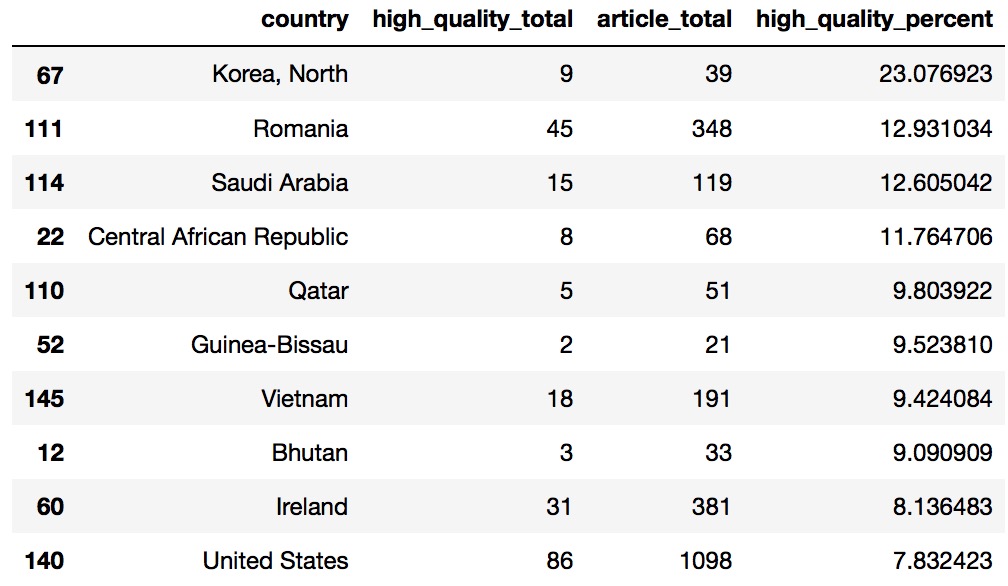 country high_quality_total article_total high_quality_percent
67 Korea, North 9 39 23.076923
111 Romania 45 348 12.931034
114 Saudi Arabia 15 119 12.605042
22 Central African Republic 8 68 11.764706
110 Qatar 5 51 9.803922
52 Guinea-Bissau 2 21 9.523810
145 Vietnam 18 191 9.424084
12 Bhutan 3 33 9.090909
60 Ireland 31 381 8.136483
140 United States 86 1098 7.832423